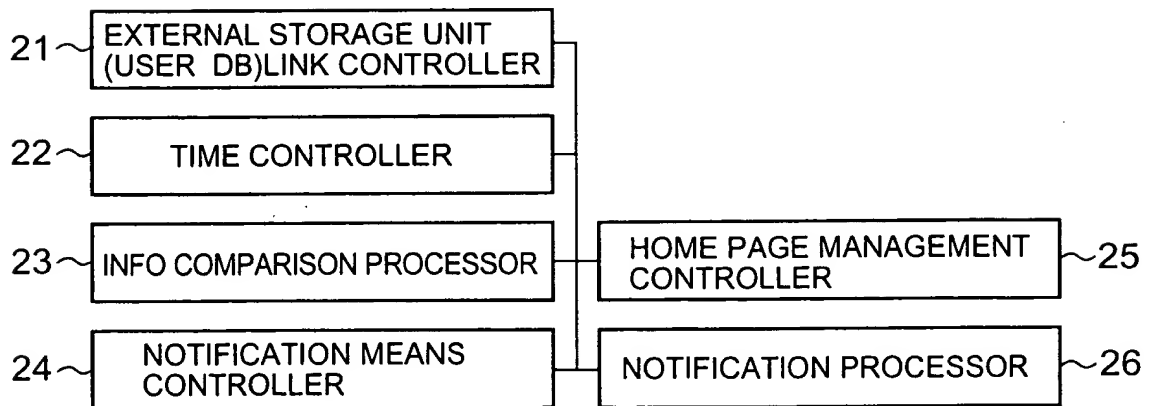 21
EXTERNAL STORAGE UNIT
(USER DB)LINK CONTROLLER
22
TIME CONTROLLER
23
INFO COMPARISON PROCESSOR
24
NOTIFICATION MEANS
CONTROLLER
HOME PAGE MANAGEMENT
CONTROLLER
25
NOTIFICATION PROCESSOR
26